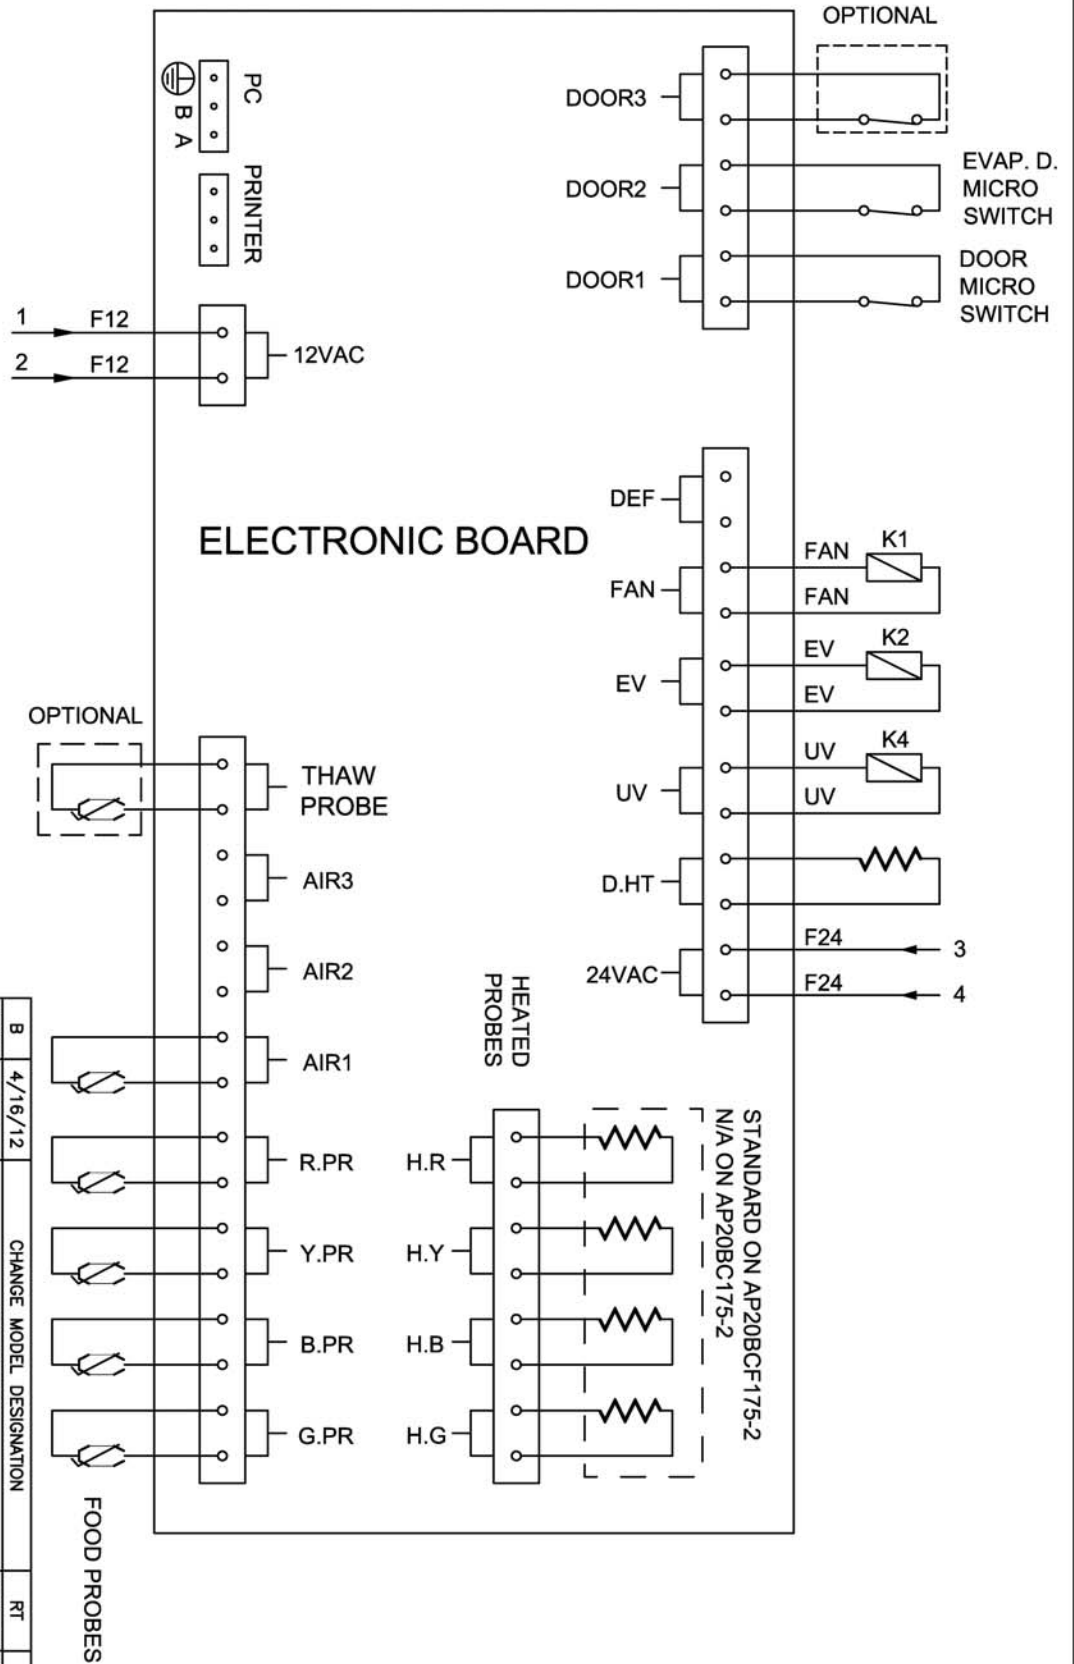 OPTIONAL
PC
B A
PRINTER
DOOR3
DOOR2
EVAP. D.
MICRO
SWITCH
DOOR1
DOOR
MICRO
SWITCH
1
F12
2
F12
12VAC
ELECTRONIC BOARD
DEF
FAN
FAN
K1
FAN
EV
EV
K2
EV
UV
UV
K4
UV
D.HT
24VAC
F24
3
F24
4
OPTIONAL
THAW
PROBE
AIR3
AIR2
AIR1
R.PR
Y.PR
B.PR
G.PR
FOOD PROBES
HEATED
PROBES
H.R
H.Y
H.B
H.G
STANDARD ON AP20BCF175-2
N/A ON AP20BC175-2
B 4/16/12 CHANGE MODEL DESIGNATION RT